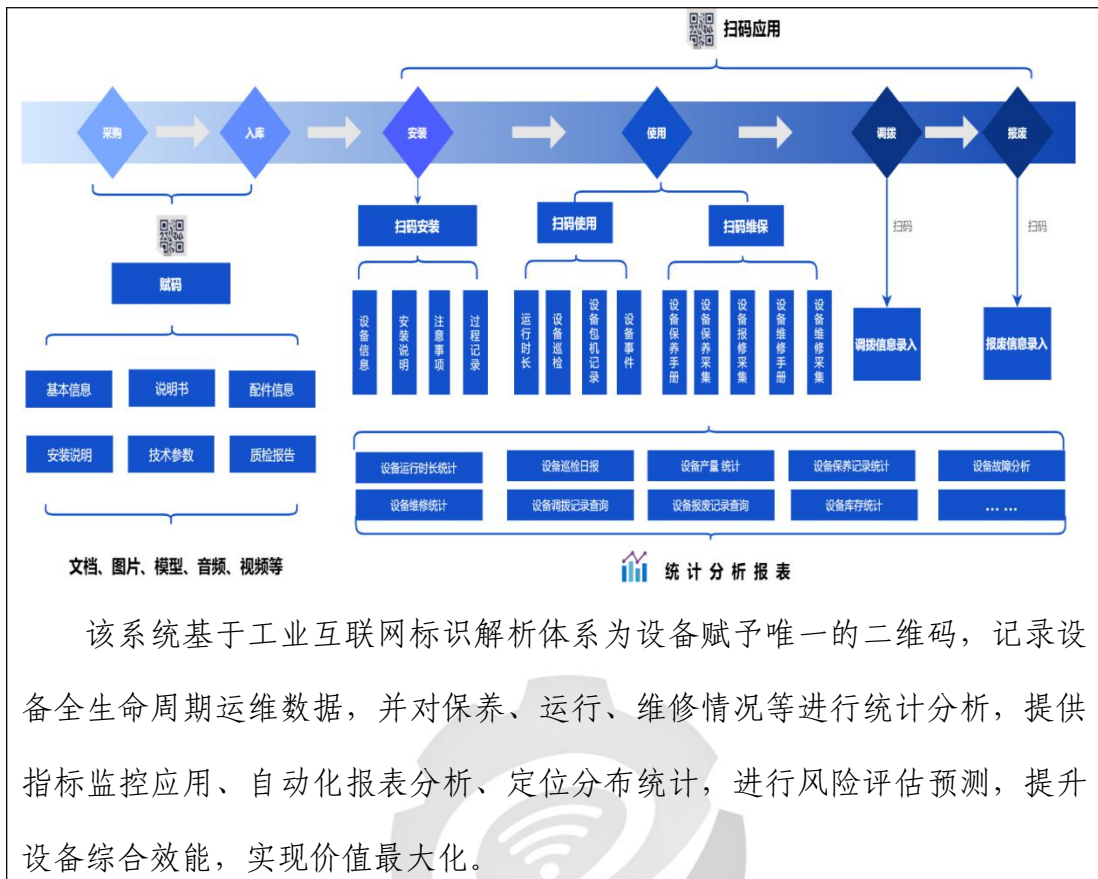 扫码应用
采购
入库
安装
使用
调拨
报废
赋码
扫码安装
扫码使用
扫码维保
扫码
扫码
设备信息
安装说明
注意事项
过程记录
运行时长
设备巡检
设备包机记录
设备事件
设备保养手册
设备保养采集
设备报修采集
设备维修手册
设备维修采集
调拨信息录入
报废信息录入
基本信息
说明书
配件信息
安装说明
技术参数
质检报告
设备运行时长统计
设备巡检日报
设备产量 统计
设备保养记录统计
设备故障分析
设备维修统计
设备调拨记录查询
设备报废记录查询
设备库存统计
... ...
文档、图片、模型、音频、视频等
统计分析报表
该系统基于工业互联网标识解析体系为设备赋予唯一的二维码，记录设
备全生命周期运维数据，并对保养、运行、维修情况等进行统计分析，提供
指标监控应用、自动化报表分析、定位分布统计，进行风险评估预测，提升
设备综合效能，实现价值最大化。